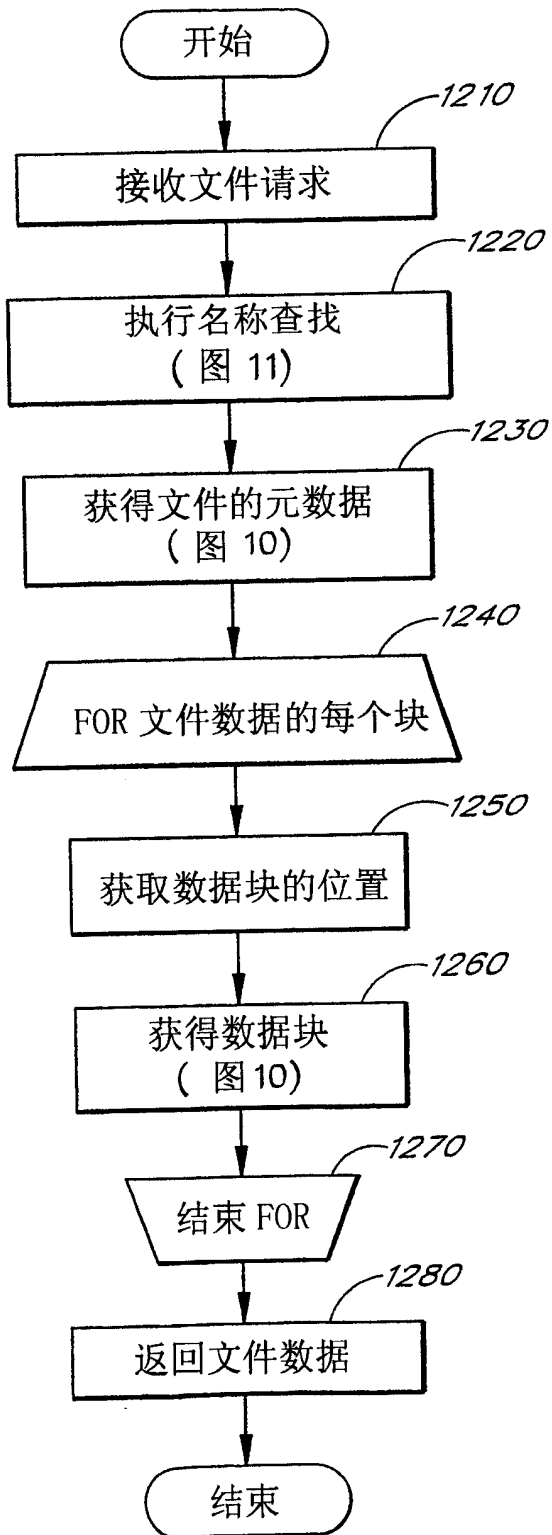 开始
1210
接收文件请求
1220
执行名称查找
(图 11)
1230
获得文件的元数据
(图 10)
1240
FOR 文件数据的每个块
1250
获取数据块的位置
1260
获得数据块
(图10)
1270
结束 FOR
1280
返回文件数据
结束